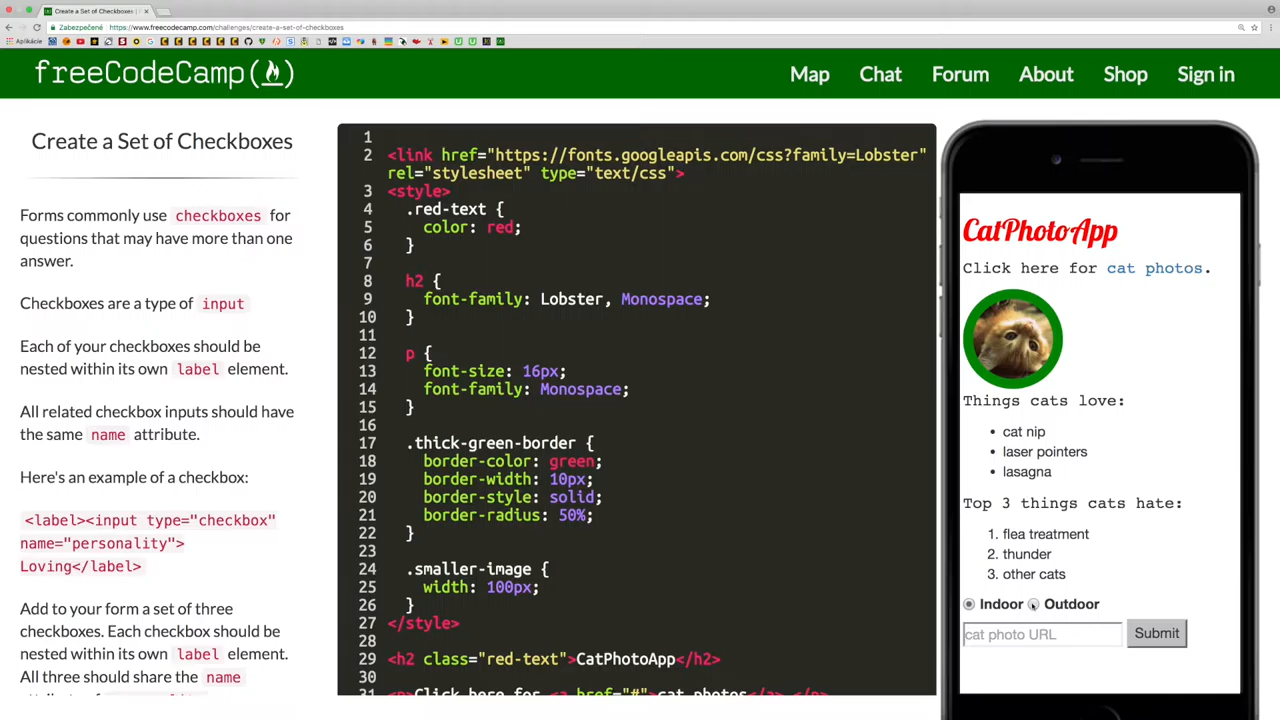 Create a Set of Checkboxes |
Zabezpečené https://www.freecodecamp.com/challenges/create-a-set-of-checkboxes
Aplikácie
freeCodeCamp
Map Chat Forum About Shop Sign in
Create a Set of Checkboxes
Forms commonly use checkboxes for
questions that may have more than one
answer.
Checkboxes are a type of input
Each of your checkboxes should be
nested within its own label element.
All related checkbox inputs should have
the same name attribute.
Here's an example of a checkbox:
<label><input type="checkbox"
name="personality">
Loving</label>
Add to your form a set of three
checkboxes. Each checkbox should be
nested within its own label element.
All three should share the name
1
2 <link href="https://fonts.googleapis.com/css?family=Lobster"
rel="stylesheet" type="text/css">
3 <style>
4 .red-text {
5 color: red;
6 }
7
8 h2 {
9 font-family: Lobster, Monospace;
10 }
11
12 p {
13 font-size: 16px;
14 font-family: Monospace;
15 }
16
17 .thick-green-border {
18 border-color: green;
19 border-width: 10px;
20 border-style: solid;
21 border-radius: 50%;
22 }
23
24 .smaller-image {
25 width: 100px;
26 }
27 </style>
28
29 <h2 class="red-text">CatPhotoApp</h2>
30
31 <p>Click here for <a href="#">cat photos</a>.</p>
CatPhotoApp
Click here for cat photos.
Things cats love:
• cat nip
• laser pointers
• lasagna
Top 3 things cats hate:
1. flea treatment
2. thunder
3. other cats
Indoor Outdoor
cat photo URL Submit